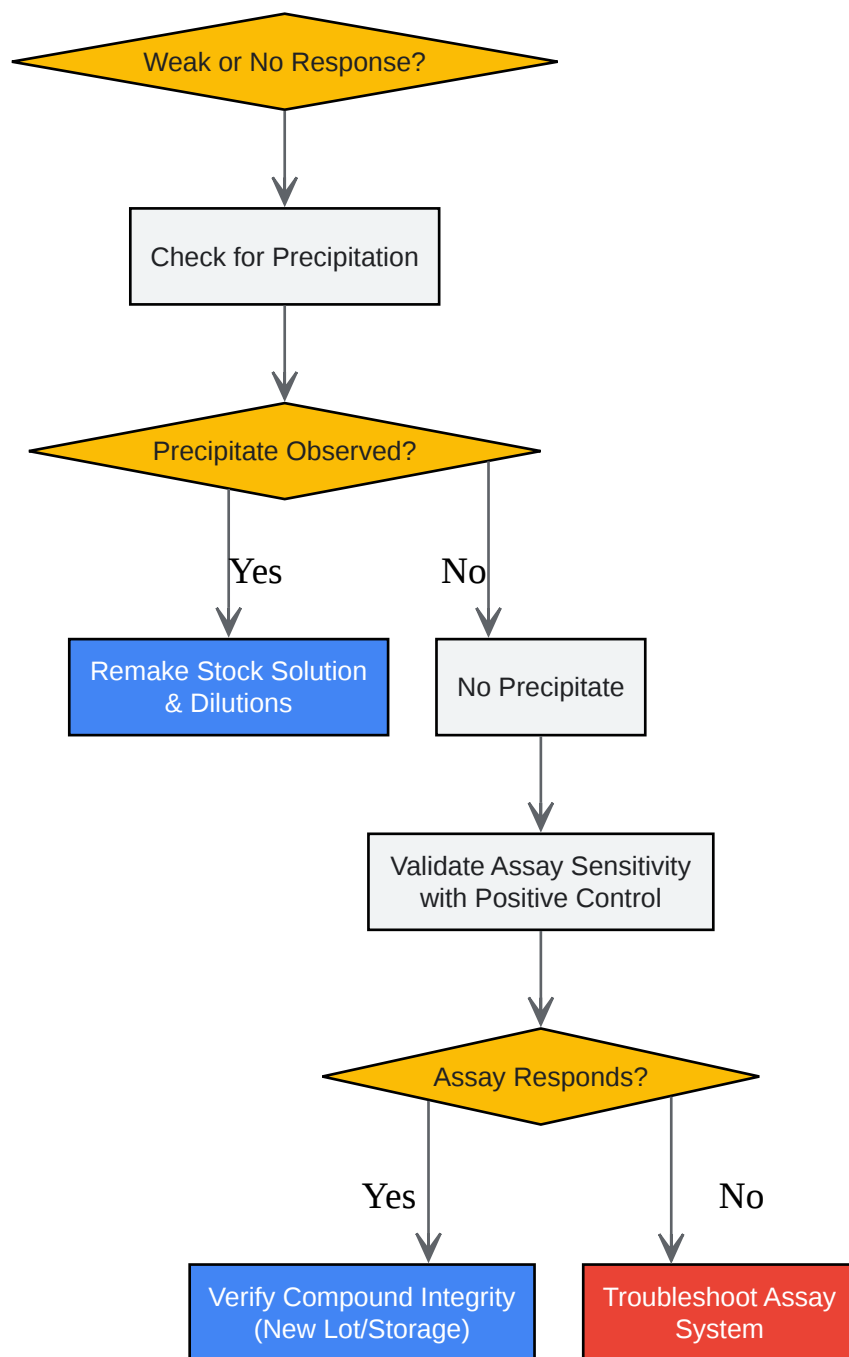 Weak or No Response?
Check for Precipitation
Precipitate Observed?
Yes
No
Remake Stock Solution
& Dilutions
No Precipitate
Validate Assay Sensitivity
with Positive Control
Assay Responds?
Yes
No
Verify Compound Integrity
(New Lot/Storage)
Troubleshoot Assay
System